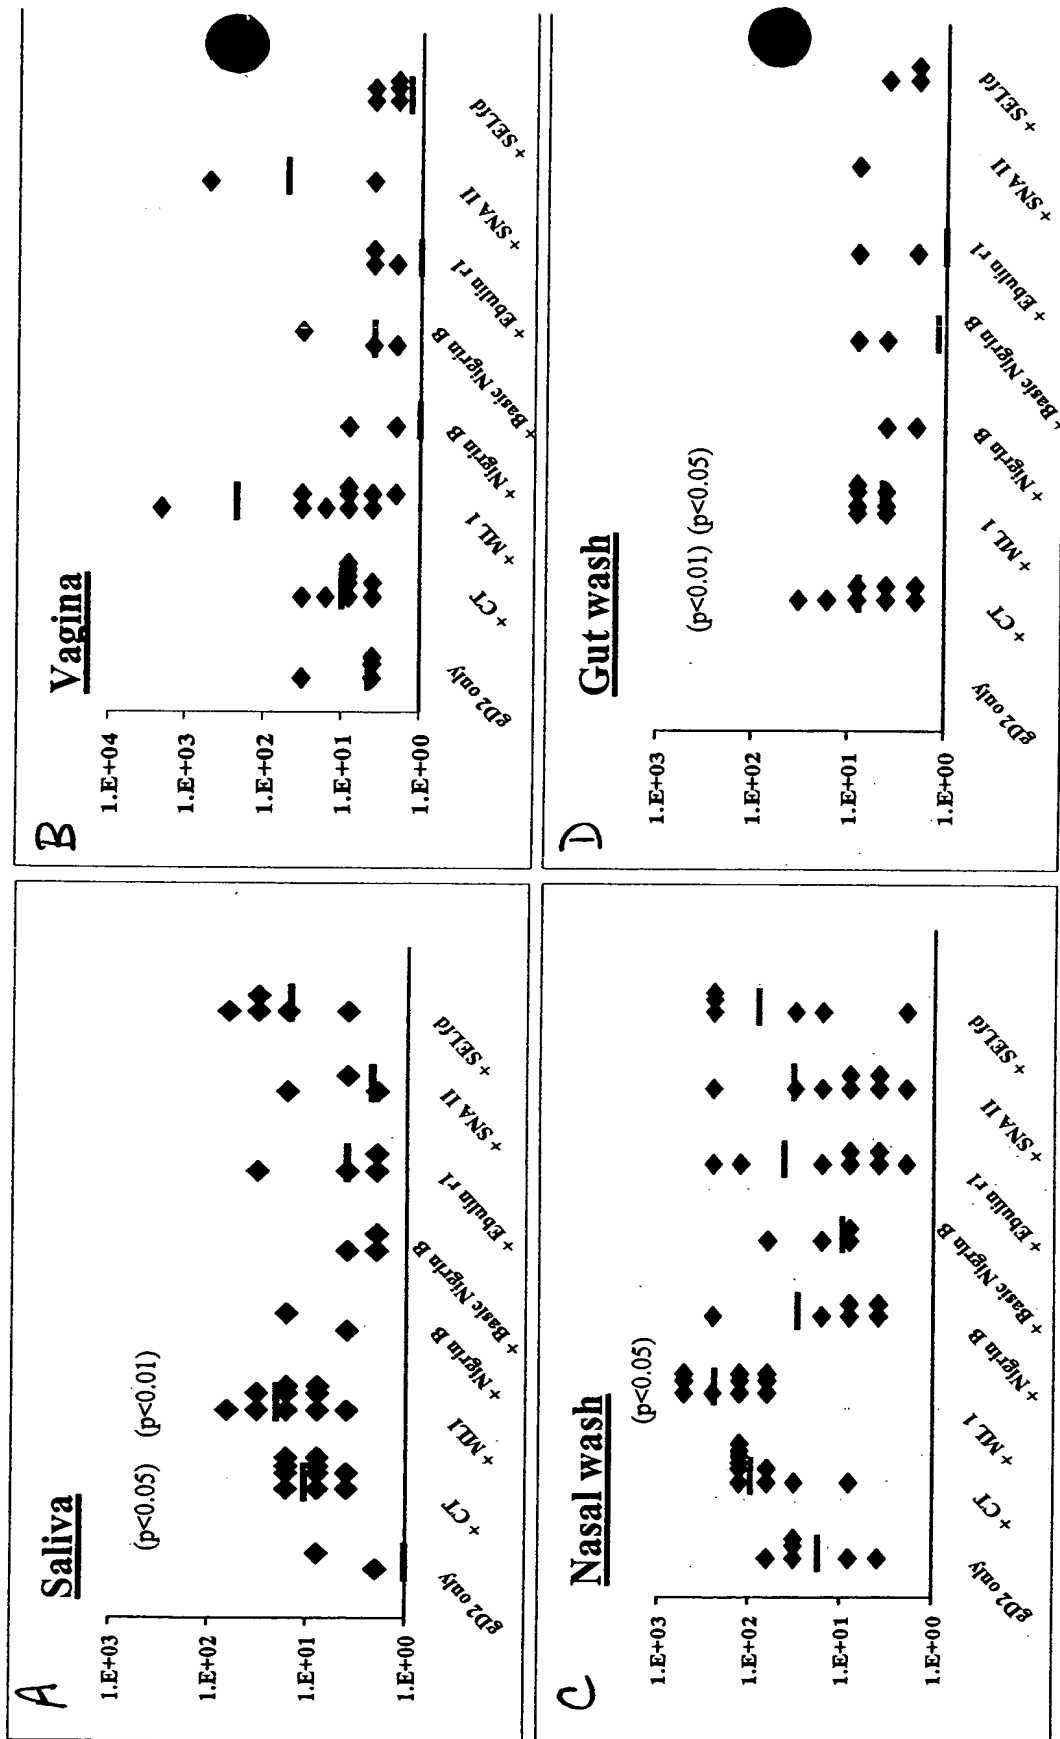 A
Saliva
(p<0.05) (p<0.01)
1.E+03
1.E+02
1.E+01
1.E+00
gD2 only
+ CT
+ ML1
+ Nigrin B
+ Basic Nigrin B
+ Ebulin r1
+ SNA II
+ SELfd
B
Vagina
1.E+04
1.E+03
1.E+02
1.E+01
1.E+00
gD2 only
+ CT
+ ML 1
+ Nigrin B
+ Basic Nigrin B
+ Ebulin r1
+ SNA II
+ SELfd
C
Nasal wash
(p<0.05)
1.E+03
1.E+02
1.E+01
1.E+00
gD2 only
+ CT
+ ML 1
+ Nigrin B
+ Basic Nigrin B
+ Ebulin r1
+ SNA II
+ SELfd
D
Gut wash
(p<0.01) (p<0.05)
1.E+03
1.E+02
1.E+01
1.E+00
gD2 only
+ CT
+ ML 1
+ Nigrin B
+ Basic Nigrin B
+ Ebulin r1
+ SNA II
+ SELfd